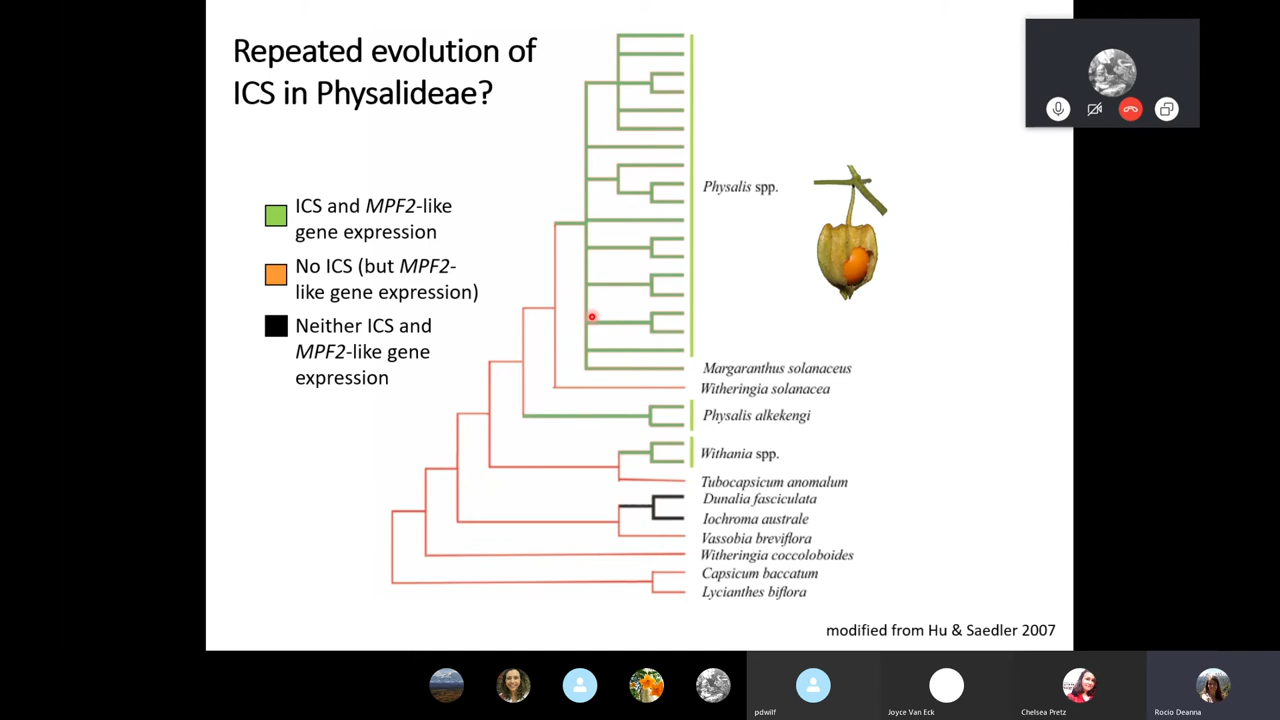 Repeated evolution of
ICS in Physalideae?
ICS and MPF2-like
gene expression
No ICS (but MPF2-
like gene expression)
Neither ICS and
MPF2-like gene
expression
Physalis spp.
Margaranthus solanaceus
Witheringia solanacea
Physalis alkekengi
Withania spp.
Tubocapsicum anomalum
Dunalia fasciculata
Iochroma australe
Vassobia breviflora
Witheringia coccoloboides
Capsicum baccatum
Lycianthes biflora
modified from Hu & Saedler 2007
pdwilf
Joyce Van Eck
Chelsea Pretz
Rocio Deanna